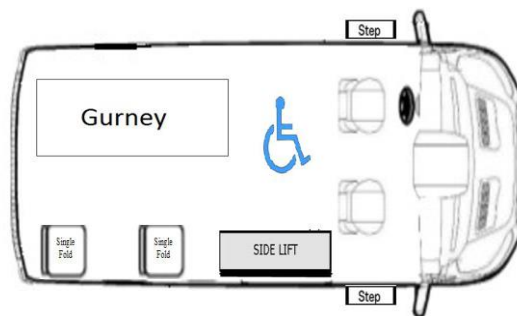 Step
Gurney
Single
Fold
Single
Fold
SIDE LIFT
Step